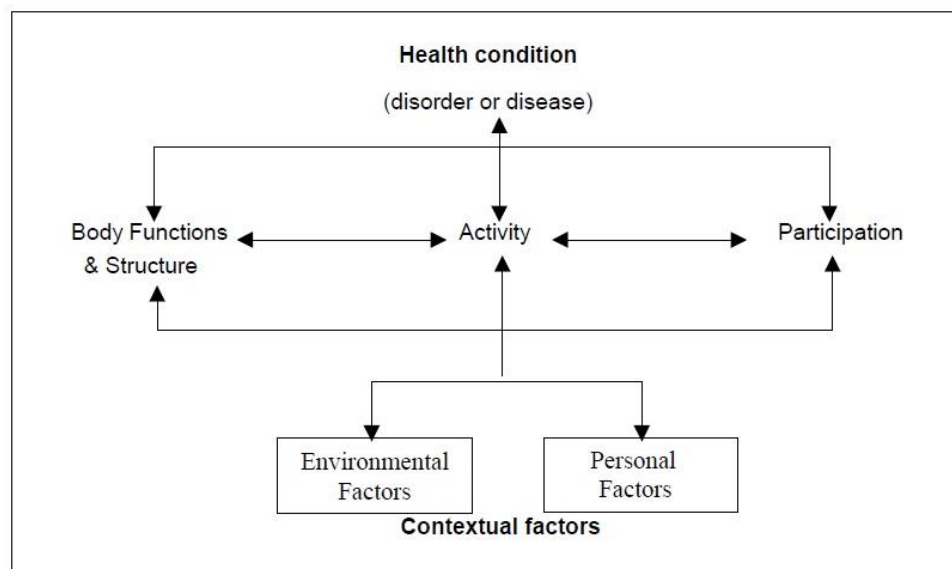 Health condition
(disorder or disease)
Body Functions
& Structure
Activity
Participation
Environmental
Factors
Personal
Factors
Contextual factors